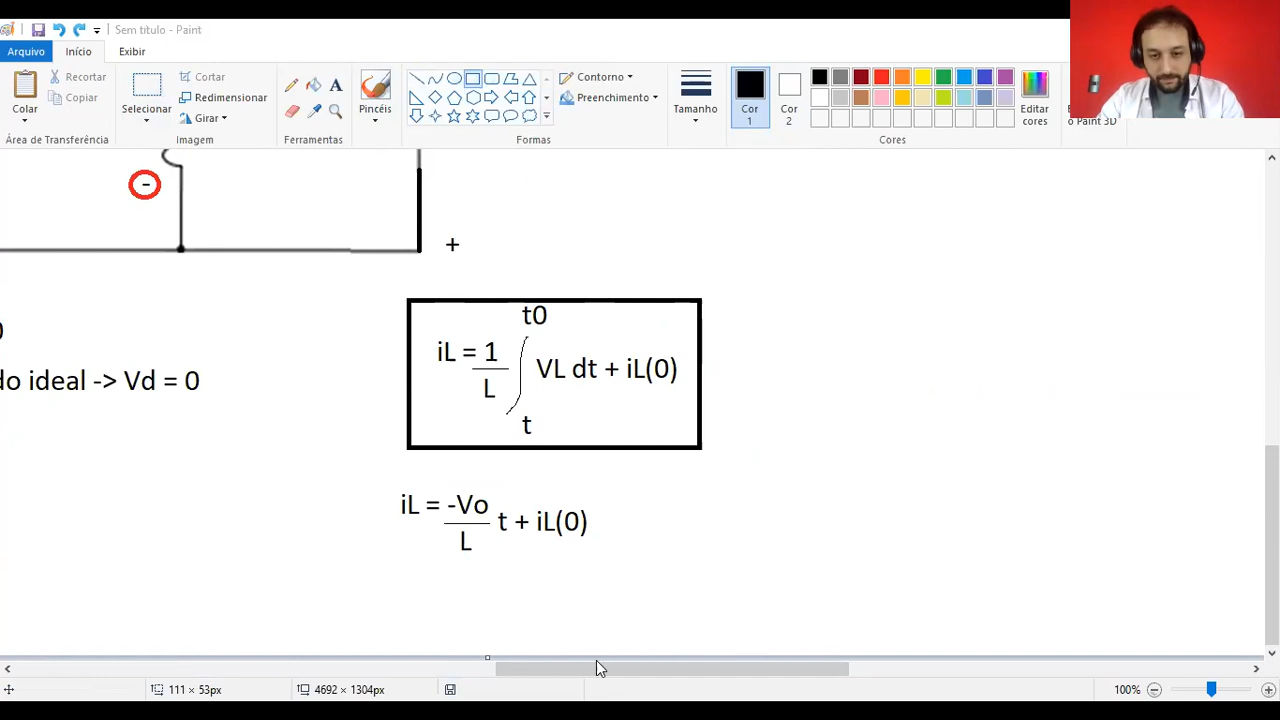 Sem título - Paint
Arquivo Início Exibir
Colar
Recortar
Copiar
Área de Transferência
Selecionar
Cortar
Redimensionar
Girar
Imagem
A
Ferramentas
Pincéis
Contorno
Preenchimento
Formas
Tamanho
Cor 1
Cor 2
Editar cores
Cores
o Paint 3D
-
+
do ideal -> Vd = 0
t0
iL = 1
L
VL dt + iL(0)
t
iL = -Vo
L
t + iL(0)
111 × 53px
4692 × 1304px
100%